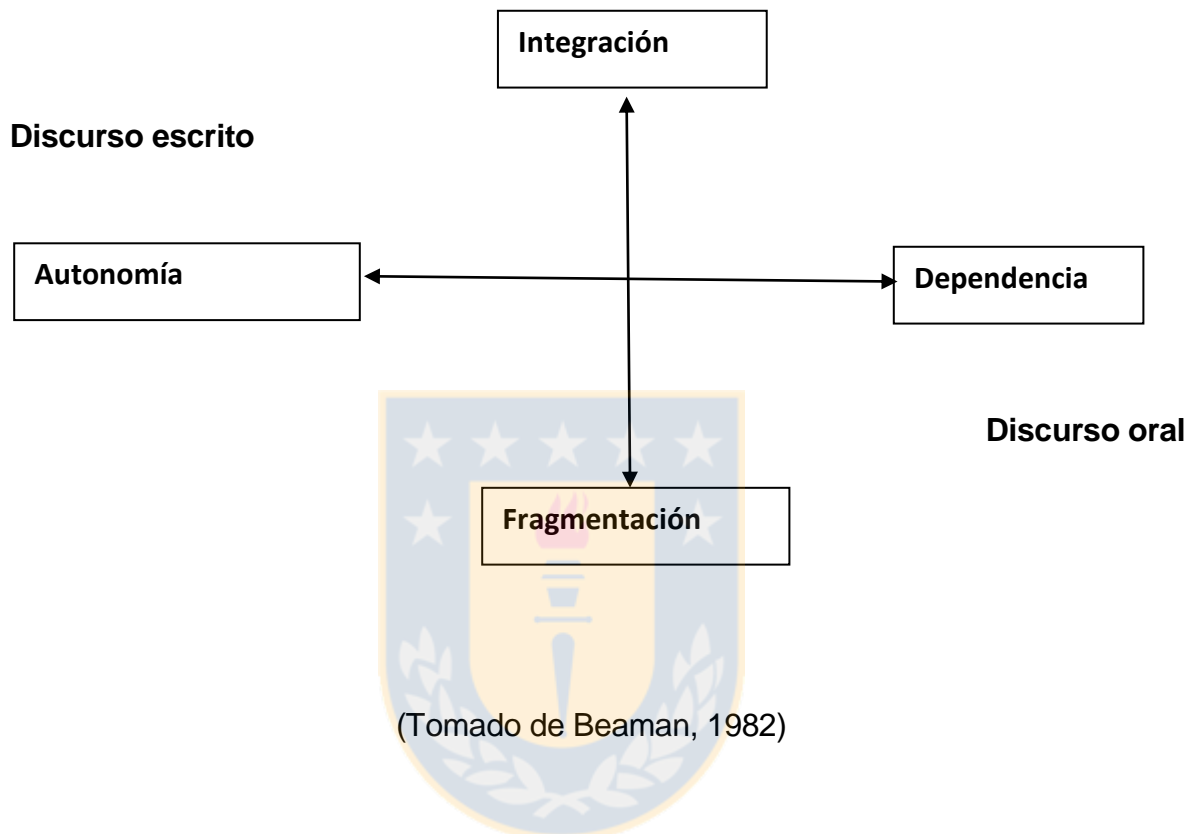 Integración
Discurso escrito
Autonomía
Dependencia
Discurso oral
Fragmentación
(Tomado de Beaman, 1982)